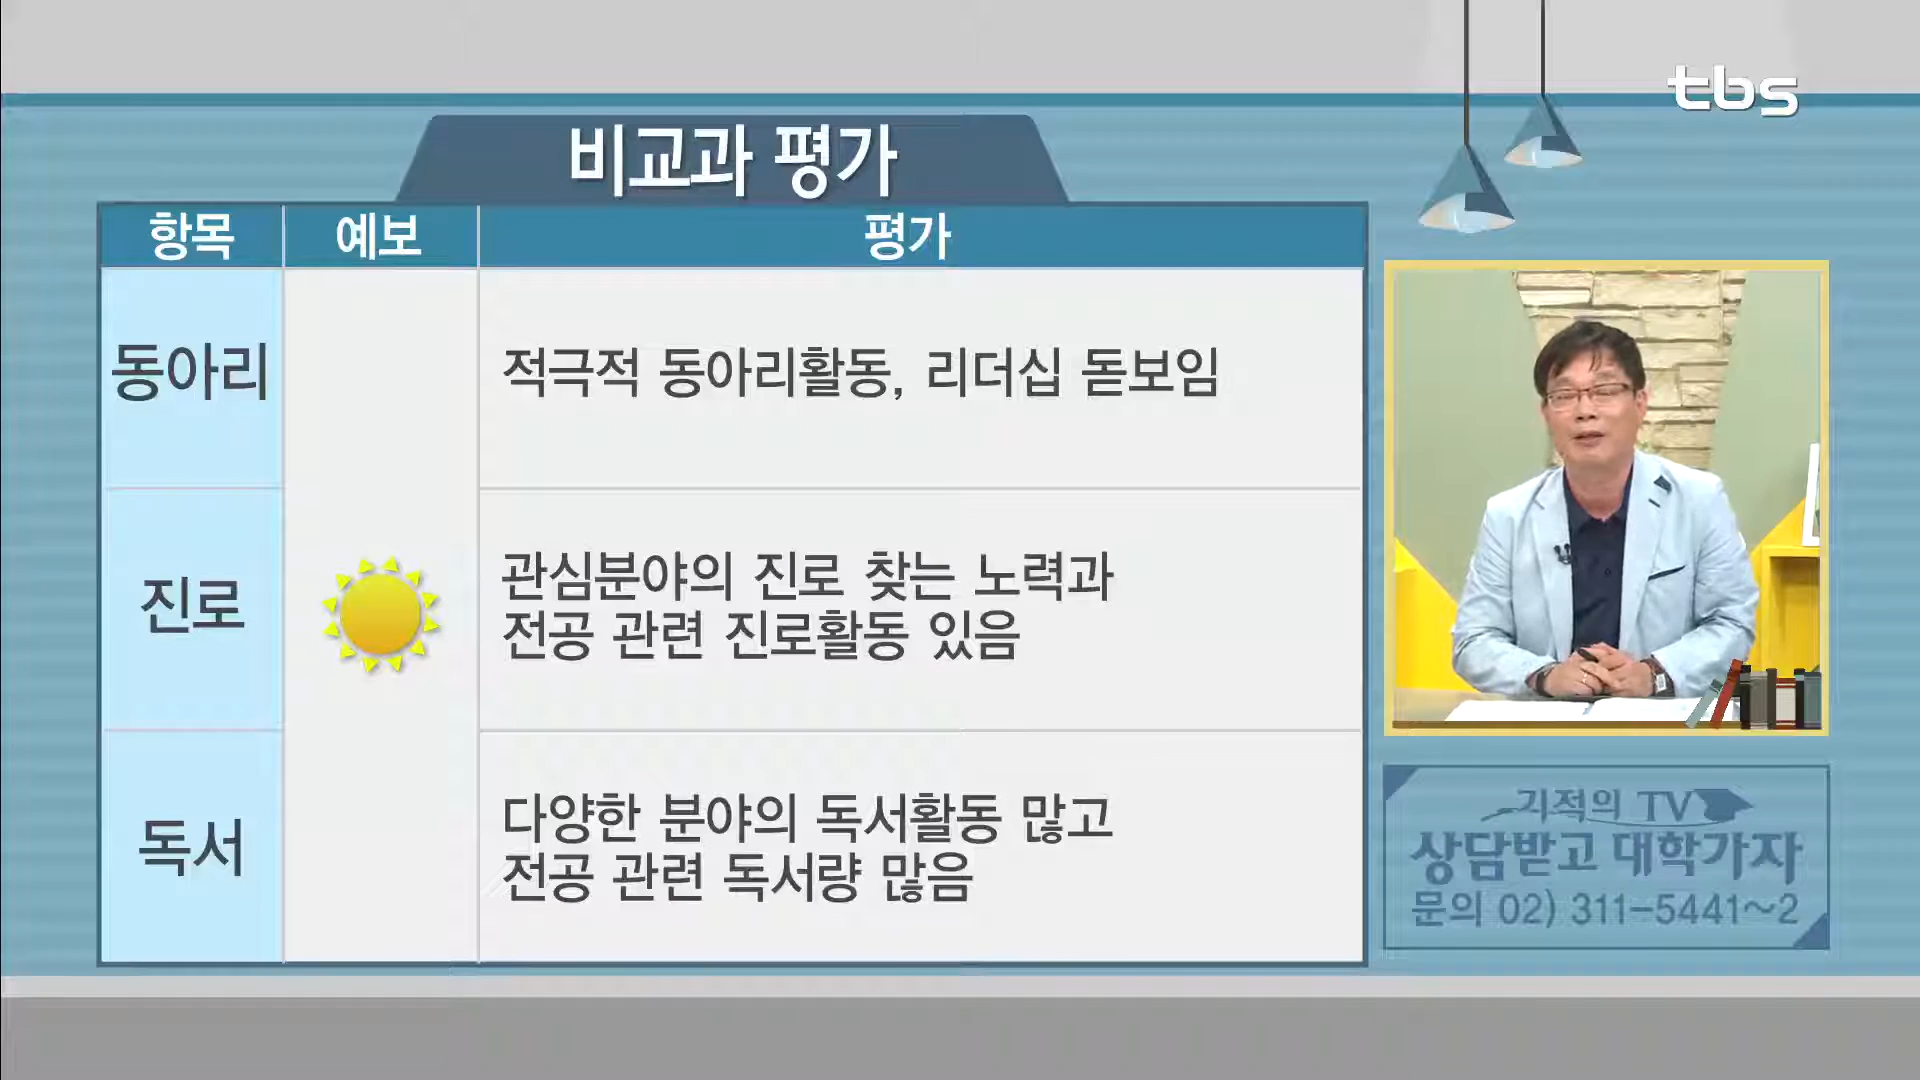 tbs
비교과 평가
항목 예보 평가
동아리 적극적 동아리활동, 리더십 돋보임
진로 관심분야의 진로 찾는 노력과
전공 관련 진로활동 있음
독서 다양한 분야의 독서활동 많고
전공 관련 독서량 많음
기적의 TV
상담받고 대학가자
문의 02) 311-5441~2